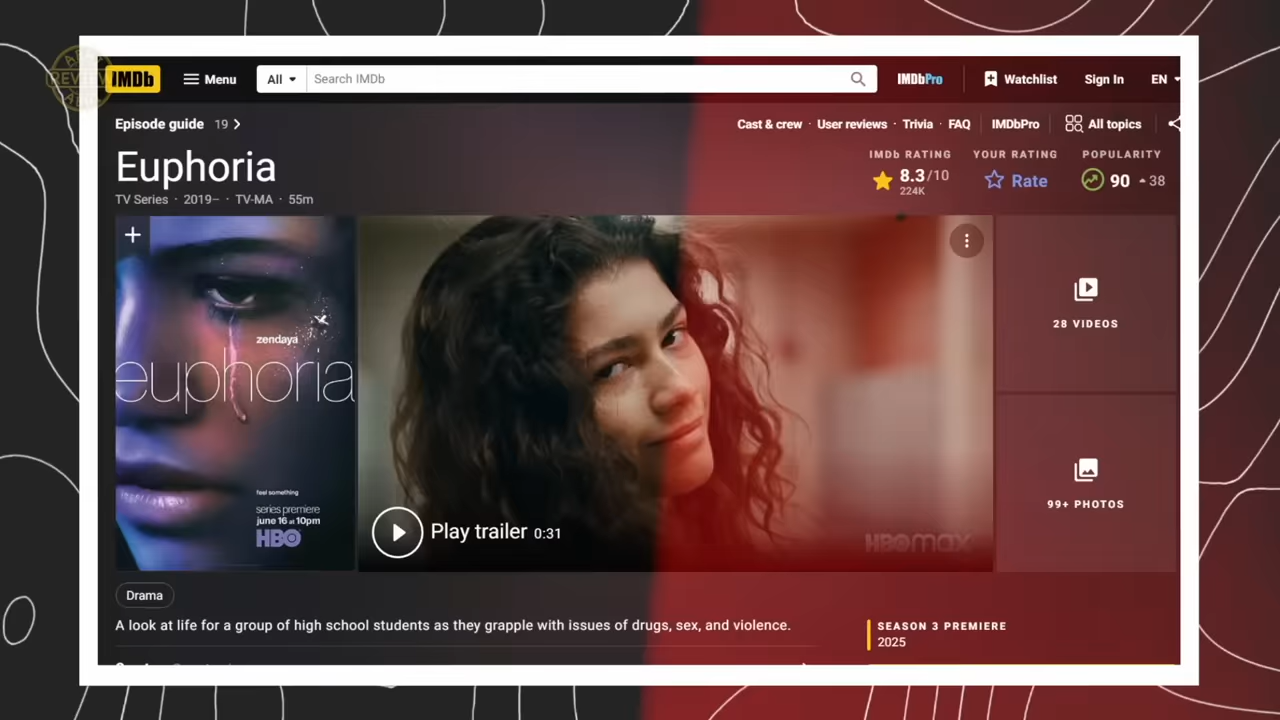 IMDb
Menu
All
Search IMDb
IMDbPro
Watchlist
Sign In
EN
Episode guide 19
Cast & crew · User reviews · Trivia · FAQ
IMDbPro
All topics
Euphoria
TV Series · 2019– · TV-MA · 55m
IMDb RATING
8.3/10
224K
YOUR RATING
Rate
POPULARITY
90
38
zendaya
euphoria
feel something
series premiere
june 16 at 10pm
HBO
Play trailer 0:31
HBOmax
28 VIDEOS
99+ PHOTOS
Drama
A look at life for a group of high school students as they grapple with issues of drugs, sex, and violence.
SEASON 3 PREMIERE
2025